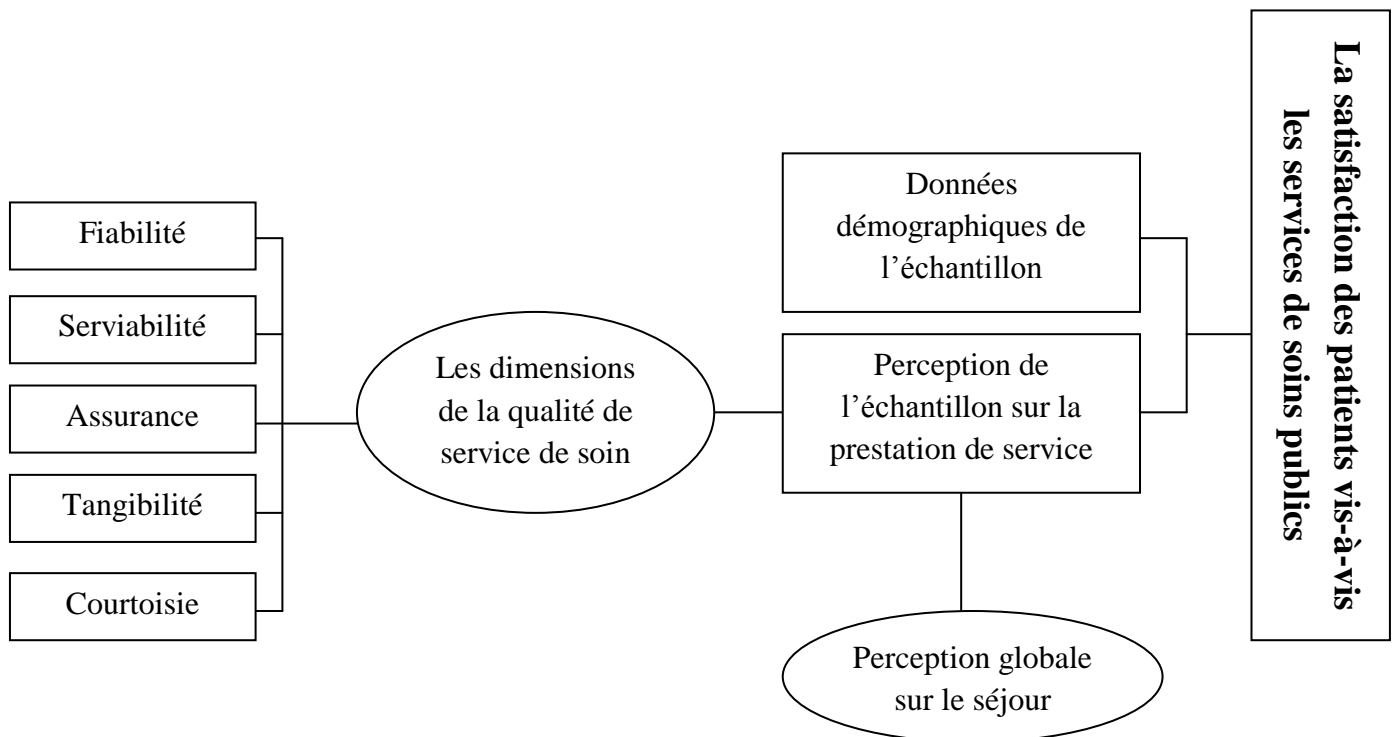 Fiabilité
Serviabilité
Assurance
Tangibilité
Courtoisie
Les dimensions
de la qualité de
service de soin
Données
démographiques de
l’échantillon
Perception de
l’échantillon sur la
prestation de service
Perception globale
sur le séjour
La satisfaction des patients vis-à-vis
les services de soins publics